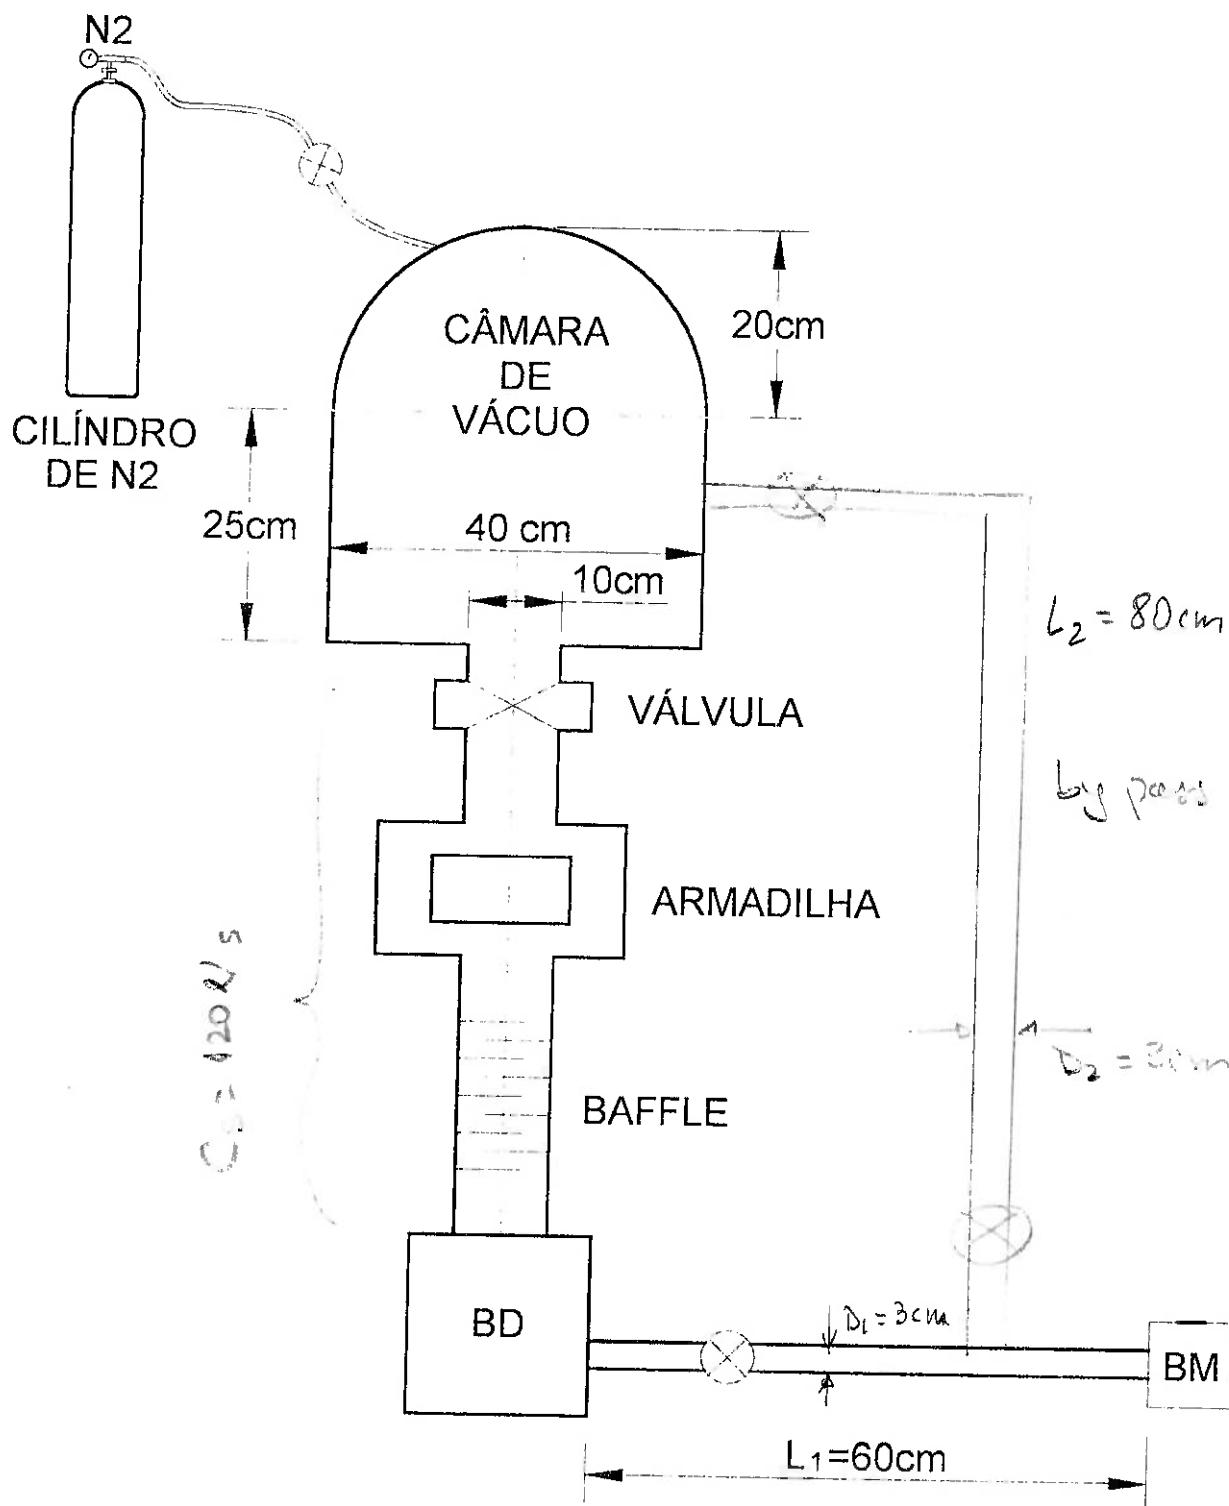 N2
CÂMARA
DE
VÁCUO
20cm
CILÍNDRO
DE N2
25cm
40 cm
10cm
L₂ = 80cm
VÁLVULA
by pass
ARMADILHA
BAFFLE
BD
D₁ = 3cm
BM
L₁=60cm